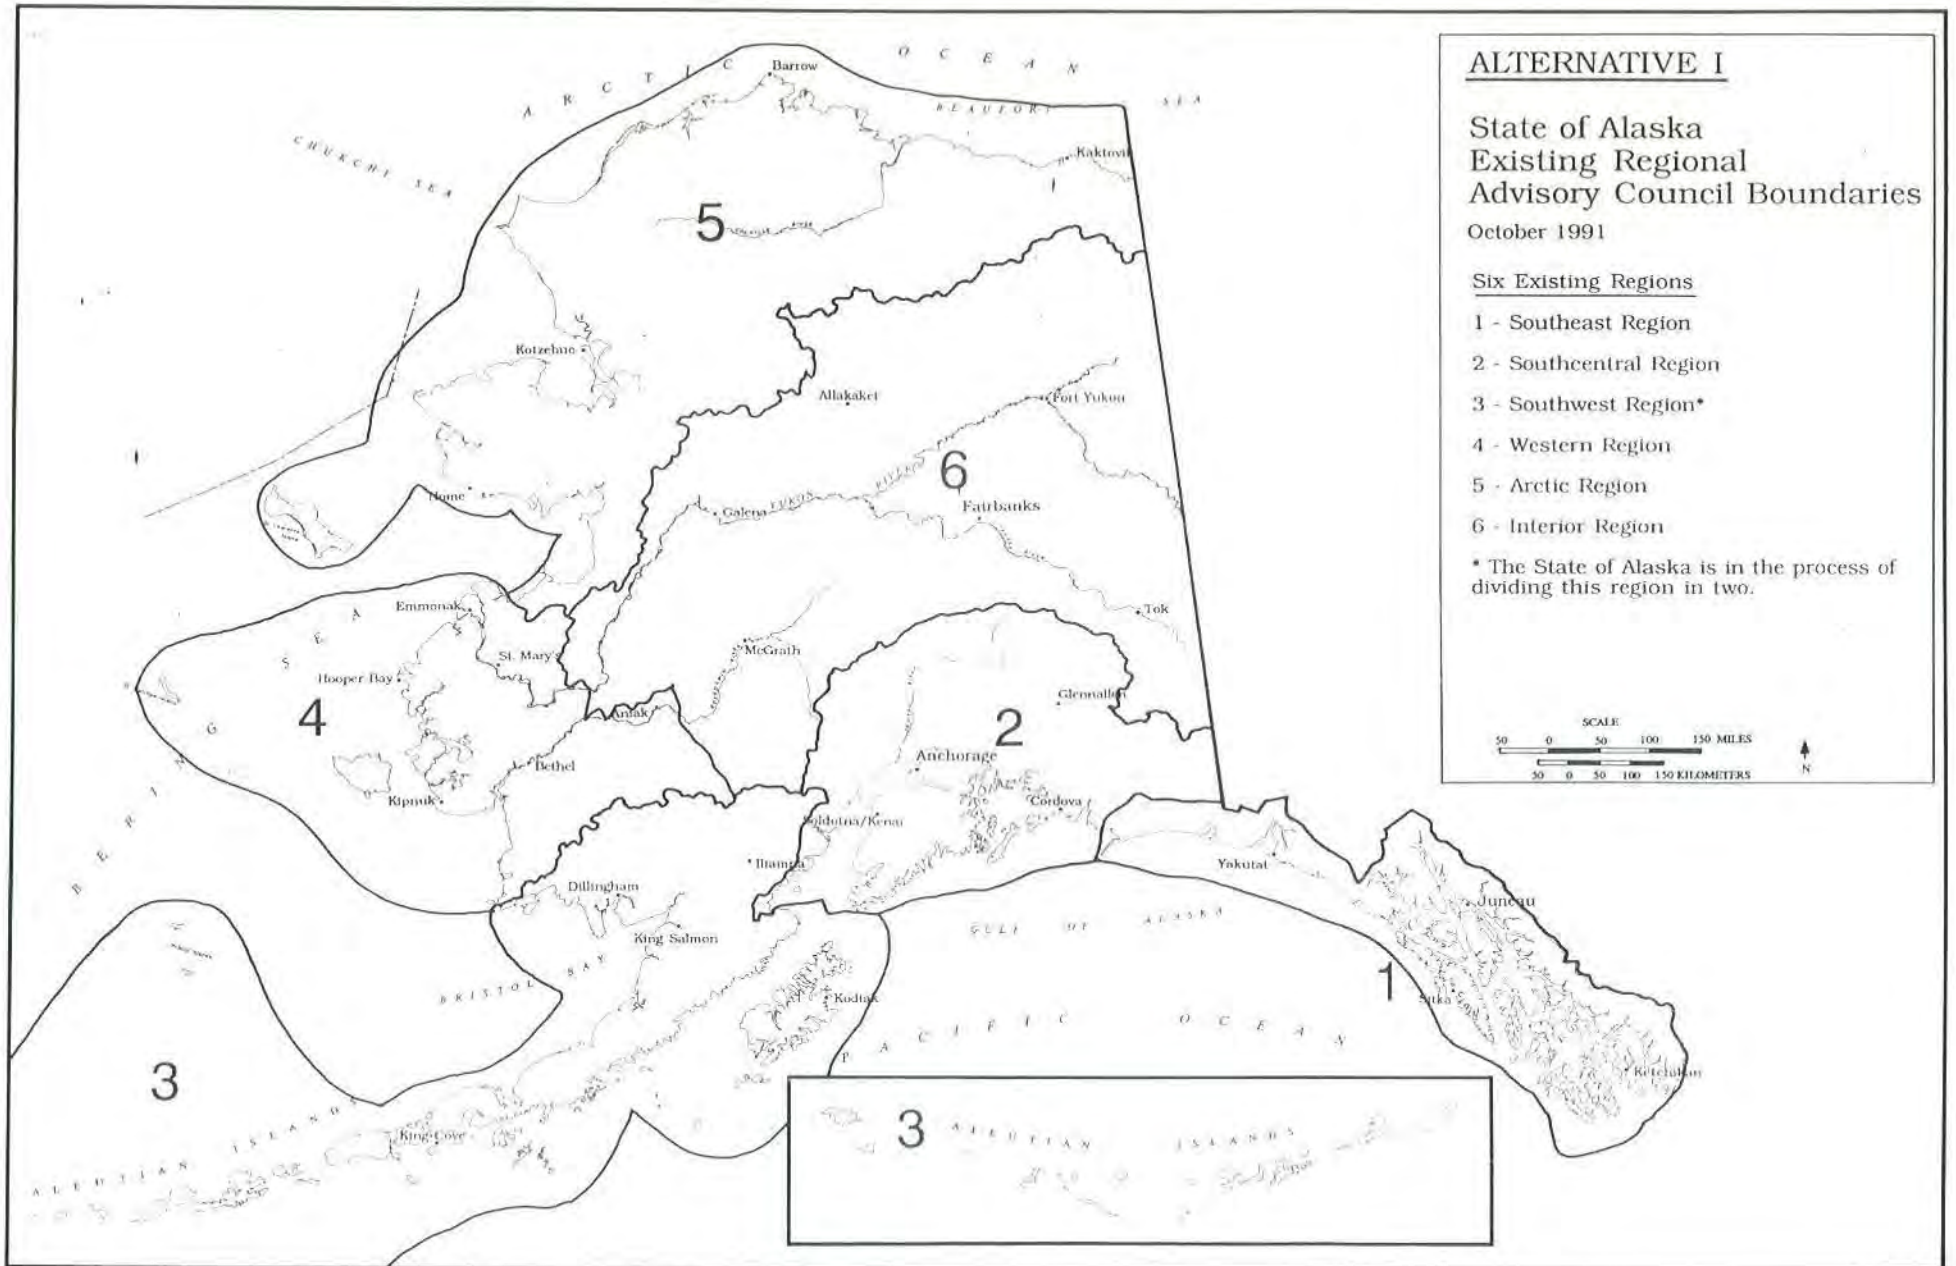 ALTERNATIVE I
State of Alaska
Existing Regional
Advisory Council Boundaries
October 1991
Six Existing Regions
1 - Southeast Region
2 - Southcentral Region
3 - Southwest Region*
4 - Western Region
5 - Arctic Region
6 - Interior Region
* The State of Alaska is in the process of
dividing this region in two.
SCALE
50 0 50 100 150 MILES
50 0 50 100 150 KILOMETERS
N
ARCTIC OCEAN
BEAUFORT SEA
CHUKCHI SEA
Barrow
Kaktovik
5
Kotzebue
Allakaket
Fort Yukon
6
YUKON RIVER
Nome
Galena
Fairbanks
Emmonak
Tok
BERING SEA
St. Mary's
McGrath
Hooper Bay
Glennallen
4
Aniak
2
Anchorage
Bethel
Kipnuk
Cordova
Soldotna/Kenai
Iliamna
Yakutat
Dillingham
Juneau
King Salmon
GULF OF ALASKA
BRISTOL BAY
1
Kodiak
Sitka
PACIFIC OCEAN
Ketchikan
3
ALEUTIAN ISLANDS
King Cove
3
ALEUTIAN ISLANDS